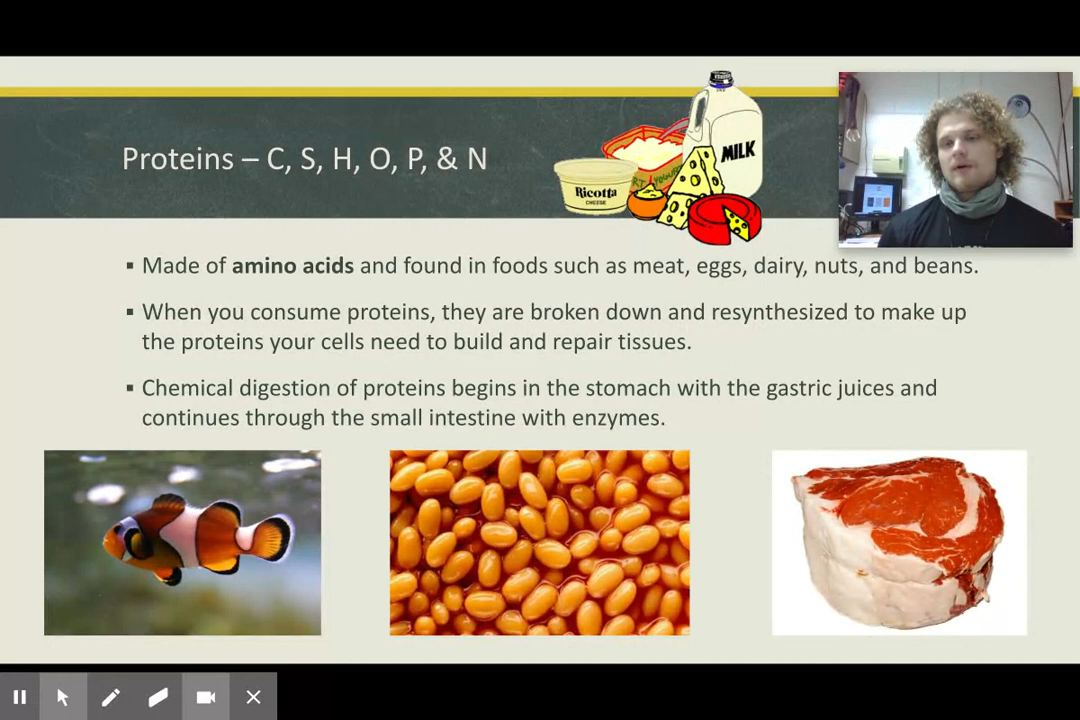 Proteins – C, S, H, O, P, & N
Ricotta
CHEESE
MILK
▪ Made of amino acids and found in foods such as meat, eggs, dairy, nuts, and beans.
▪ When you consume proteins, they are broken down and resynthesized to make up
the proteins your cells need to build and repair tissues.
▪ Chemical digestion of proteins begins in the stomach with the gastric juices and
continues through the small intestine with enzymes.